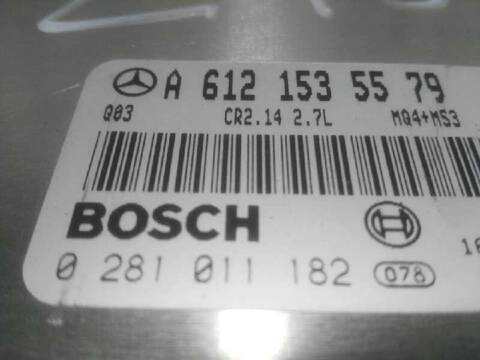 A 612 153 55 79
Q03 CR2.14 2.7L MQ4+MS3
BOSCH
0 281 011 182 078